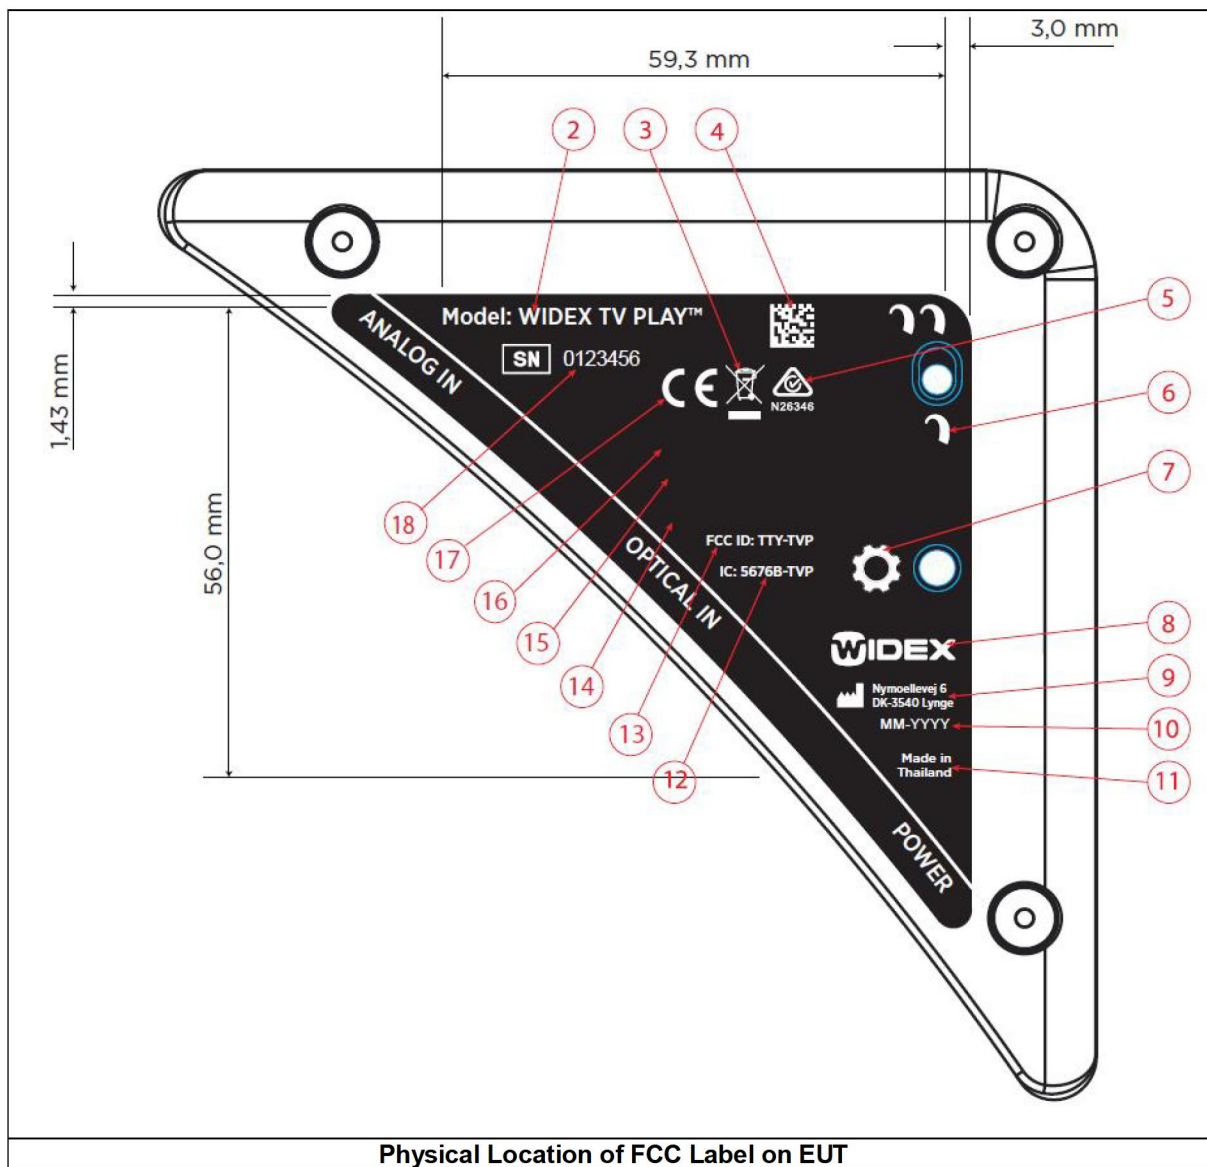 3,0 mm
59,3 mm
2
3
4
5
Model: WIDEX TV PLAY™
SN 0123456
ANALOG IN
CE
N26346
1,43 mm
6
7
18
17
56,0 mm
FCC ID: TTY-TVP
IC: 5676B-TVP
OPTICAL IN
16
15
14
13
12
WIDEX
8
Nymoellevej 6
DK-3540 Lynge
9
MM-YYYY
10
Made in
Thailand
11
POWER
Physical Location of FCC Label on EUT